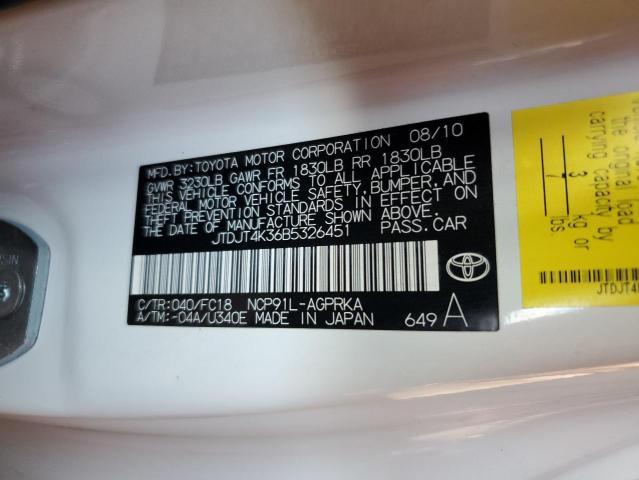 MFD.BY: TOYOTA MOTOR CORPORATION 08/10
GVWR 3230LB GAWR FR 1830LB RR 1830LB
THIS VEHICLE CONFORMS TO ALL APPLICABLE
FEDERAL MOTOR VEHICLE SAFETY, BUMPER, AND
THEFT PREVENTION STANDARDS IN EFFECT ON
THE DATE OF MANUFACTURE SHOWN ABOVE.
JTDJT4K36B5326451 PASS.CAR
C/TR: 040/FC18 NCP91L-AGPRKA
A/TM: -04A/U340E MADE IN JAPAN 649 A
TOYOTA
the original load by
carrying capacity
3 kg or
7 lbs.
JTDJT4